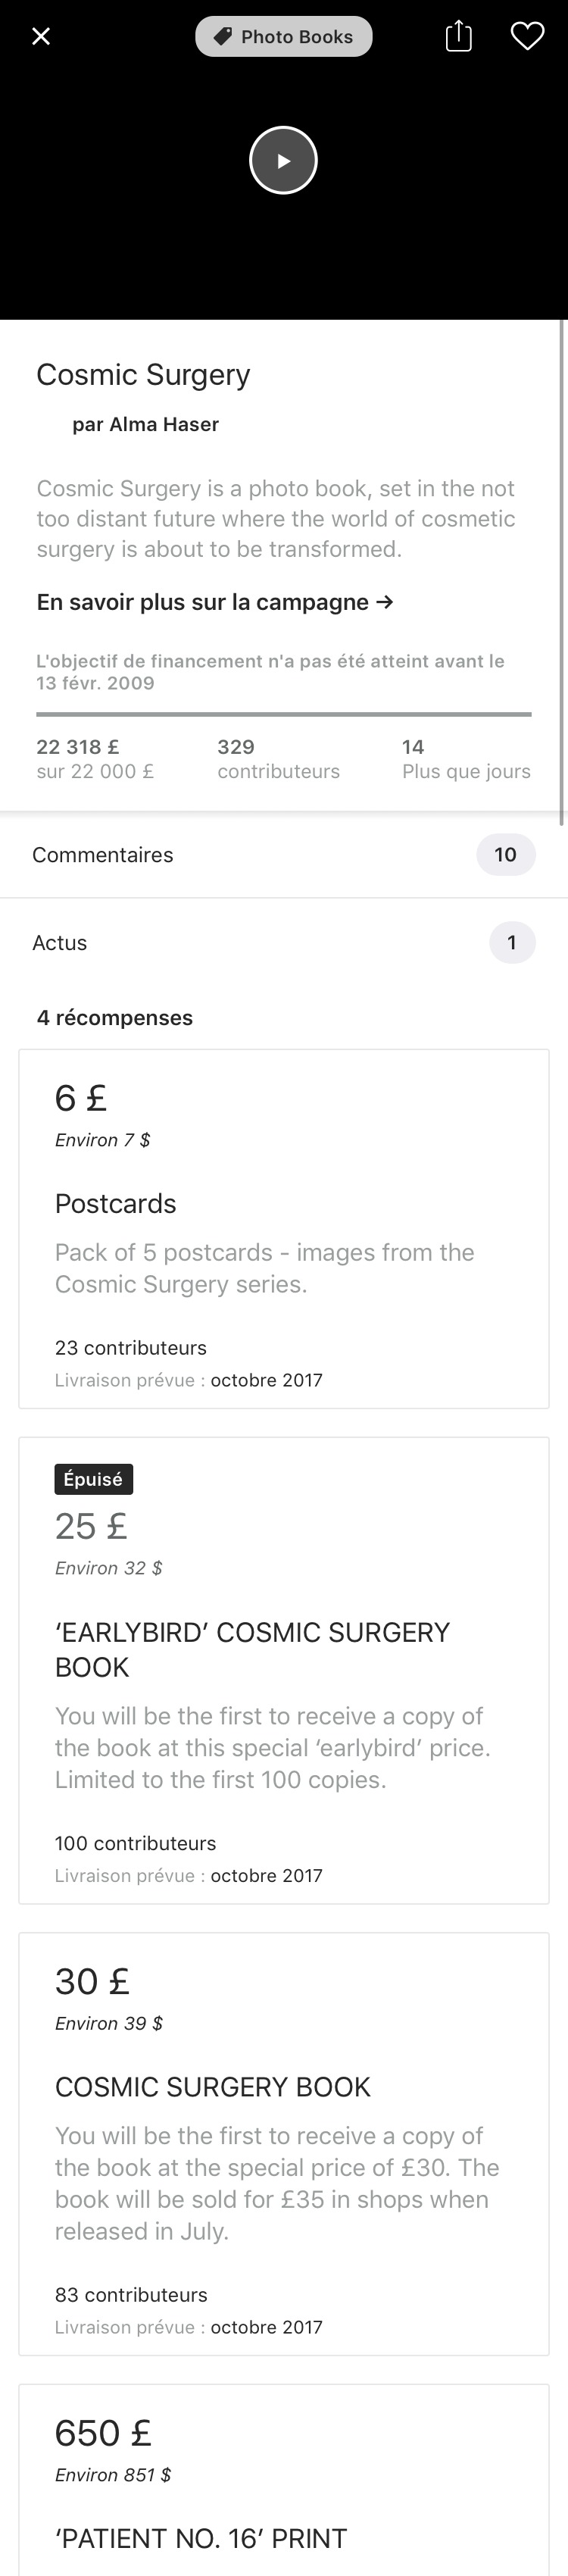 Photo Books
Cosmic Surgery
par Alma Haser
Cosmic Surgery is a photo book, set in the not
too distant future where the world of cosmetic
surgery is about to be transformed.
En savoir plus sur la campagne →
L'objectif de financement n'a pas été atteint avant le
13 févr. 2009
22 318 £ 329 14
sur 22 000 £ contributeurs Plus que jours
Commentaires 10
Actus 1
4 récompenses
6 £
Environ 7 $
Postcards
Pack of 5 postcards - images from the
Cosmic Surgery series.
23 contributeurs
Livraison prévue : octobre 2017
Épuisé
25 £
Environ 32 $
‘EARLYBIRD’ COSMIC SURGERY
BOOK
You will be the first to receive a copy of
the book at this special ‘earlybird’ price.
Limited to the first 100 copies.
100 contributeurs
Livraison prévue : octobre 2017
30 £
Environ 39 $
COSMIC SURGERY BOOK
You will be the first to receive a copy of
the book at the special price of £30. The
book will be sold for £35 in shops when
released in July.
83 contributeurs
Livraison prévue : octobre 2017
650 £
Environ 851 $
‘PATIENT NO. 16’ PRINT